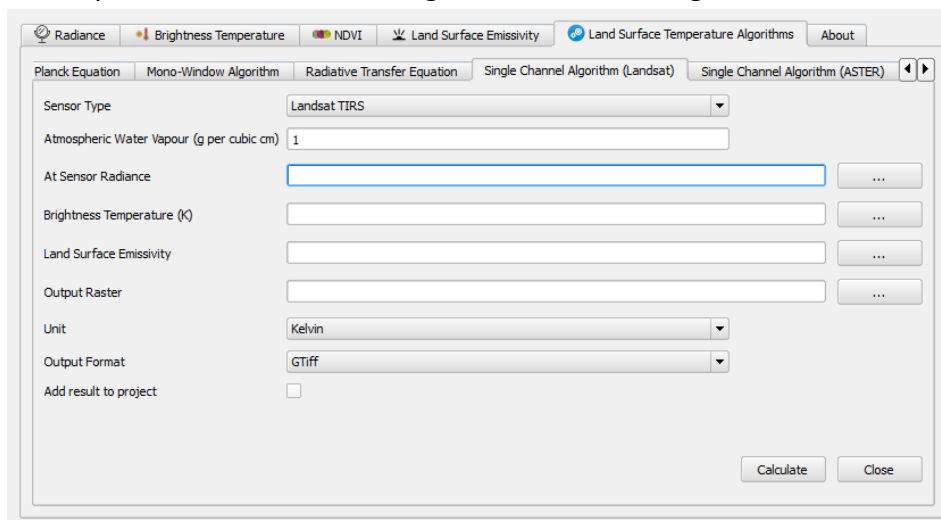 Radiance Brightness Temperature NDVI Land Surface Emissivity Land Surface Temperature Algorithms About
Planck Equation Mono-Window Algorithm Radiative Transfer Equation Single Channel Algorithm (Landsat) Single Channel Algorithm (ASTER)
Sensor Type Landsat TIRS
Atmospheric Water Vapour (g per cubic cm) 1
At Sensor Radiance ...
Brightness Temperature (K) ...
Land Surface Emissivity ...
Output Raster ...
Unit Kelvin
Output Format GTiff
Add result to project
Calculate Close